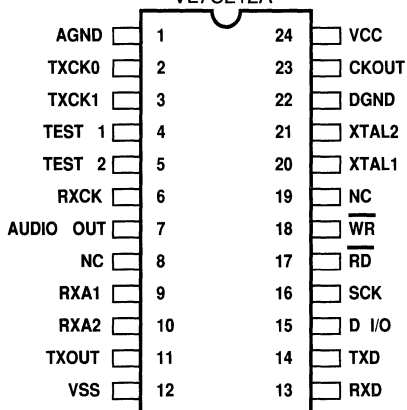 AGND 1 24 VCC
TXCK0 2 23 CKOUT
TXCK1 3 22 DGND
TEST 1 4 21 XTAL2
TEST 2 5 20 XTAL1
RXCK 6 19 NC
AUDIO OUT 7 18 WR
NC 8 17 RD
RXA1 9 16 SCK
RXA2 10 15 D I/O
TXOUT 11 14 TXD
VSS 12 13 RXD